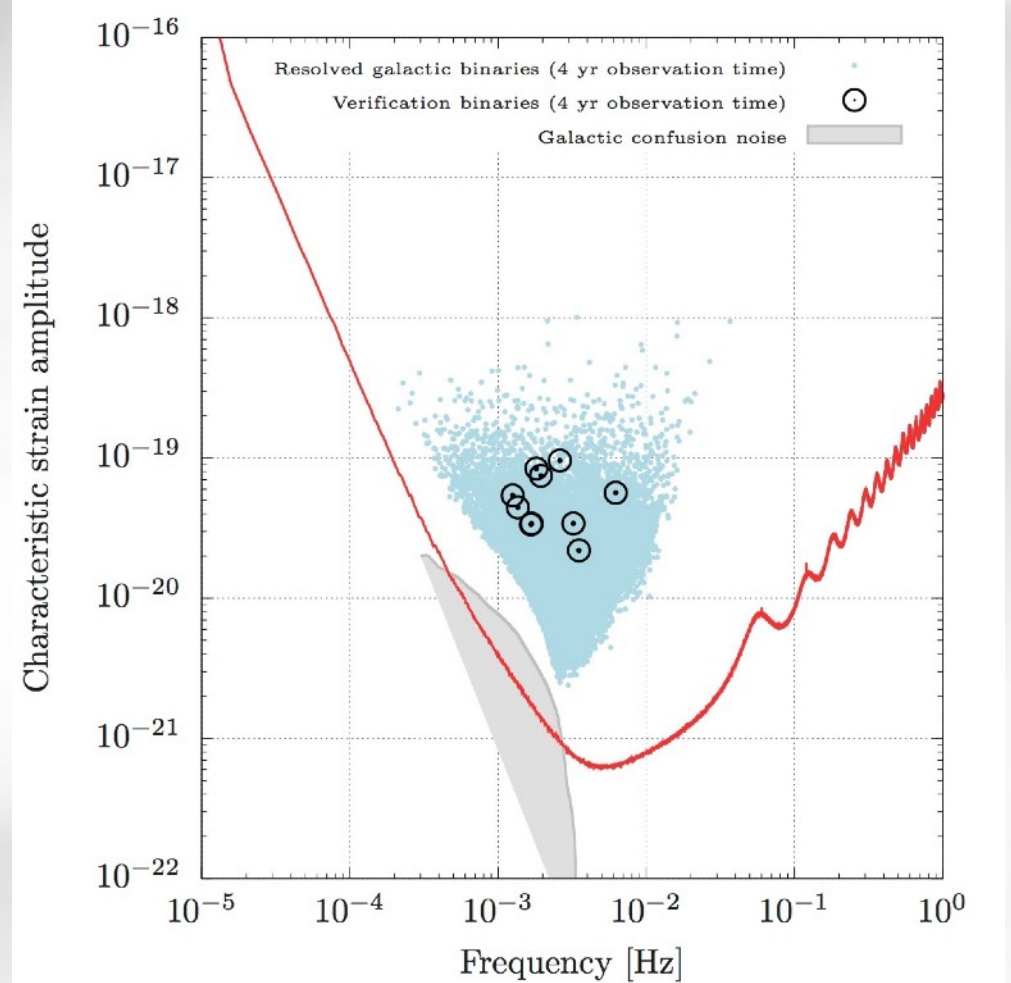 10⁻¹⁶
Resolved galactic binaries (4 yr observation time)
Verification binaries (4 yr observation time)
Galactic confusion noise
10⁻¹⁷
10⁻¹⁸
10⁻¹⁹
10⁻²⁰
10⁻²¹
10⁻²²
Characteristic strain amplitude
10⁻⁵ 10⁻⁴ 10⁻³ 10⁻² 10⁻¹ 10⁰
Frequency [Hz]